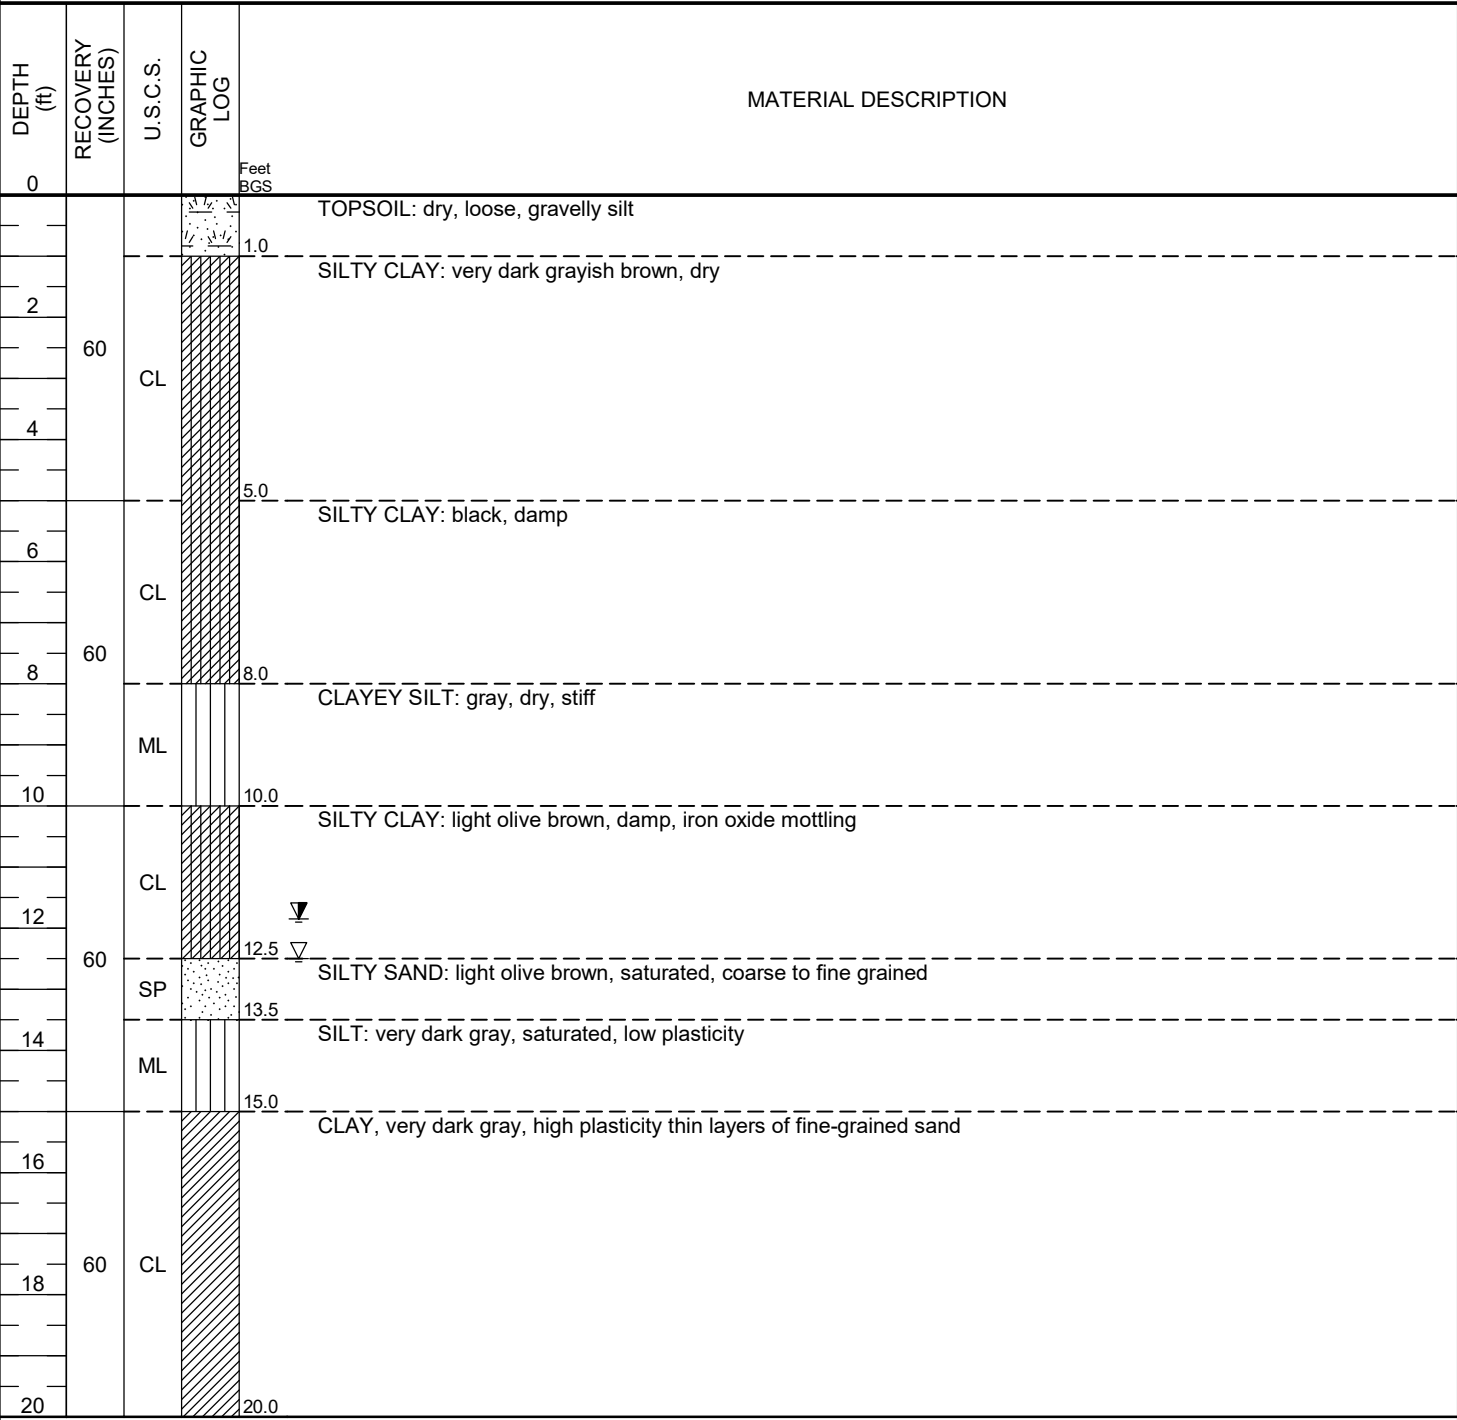 DEPTH
(ft)
RECOVERY
(INCHES)
U.S.C.S.
GRAPHIC
LOG
MATERIAL DESCRIPTION
Feet
BGS
0
TOPSOIL: dry, loose, gravelly silt
1.0
SILTY CLAY: very dark grayish brown, dry
2
60
CL
4
5.0
SILTY CLAY: black, damp
6
CL
60
8
8.0
CLAYEY SILT: gray, dry, stiff
ML
10
10.0
SILTY CLAY: light olive brown, damp, iron oxide mottling
CL
12
12.5
60
SILTY SAND: light olive brown, saturated, coarse to fine grained
SP
13.5
14
SILT: very dark gray, saturated, low plasticity
ML
15.0
CLAY, very dark gray, high plasticity thin layers of fine-grained sand
16
60
CL
18
20
20.0